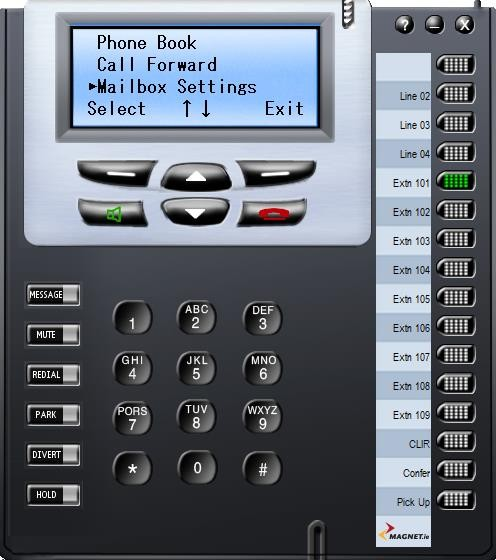 Phone Book
Call Forward
▸Mailbox Settings
Select ↑↓ Exit
?
–
X
Line 02
Line 03
Line 04
Extn 101
Extn 102
Extn 103
Extn 104
Extn 105
Extn 106
Extn 107
Extn 108
Extn 109
CLIR
Confer
Pick Up
MAGNET.ie
MESSAGE
MUTE
REDIAL
PARK
DIVERT
HOLD
1
ABC
2
DEF
3
GHI
4
JKL
5
MNO
6
PQRS
7
TUV
8
WXYZ
9
*
0
#